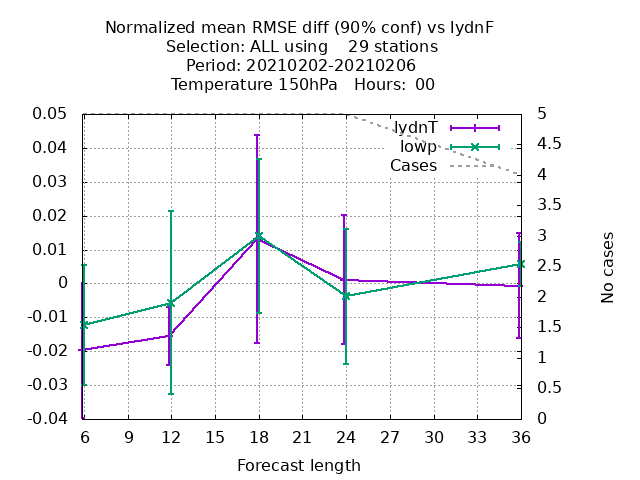 Normalized mean RMSE diff (90% conf) vs lydnF
Selection: ALL using    29 stations
Period: 20210202-20210206
Temperature 150hPa   Hours:  00
lydnT
lowp
Cases
0.05
0.04
0.03
0.02
0.01
0
-0.01
-0.02
-0.03
-0.04
5
4.5
4
3.5
3
2.5
2
1.5
1
0.5
0
No cases
6 9 12 15 18 21 24 27 30 33 36
Forecast length